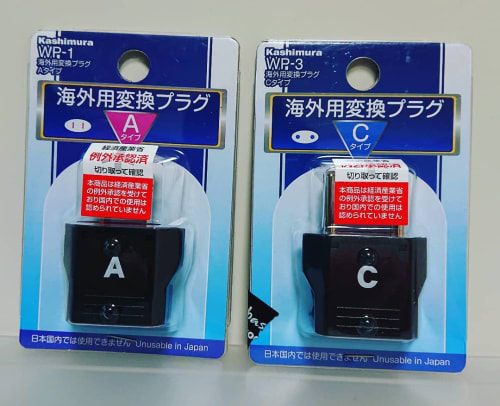 Kashimura
WP-1
海外用変換プラグ
Aタイプ
海外用変換プラグ
A
タイプ
経済産業省
例外承認済
切り取って確認
本商品は経済産業省
の例外承認を受けて
おり国内での使用は
認められていません
A
日本国内では使用できません Unusable in Japan
Kashimura
WP-3
海外用変換プラグ
Cタイプ
海外用変換プラグ
C
タイプ
例外承認済
切り取って確認
本商品は経済産業省
の例外承認を受けて
おり国内での使用は
認められていません
C
日本国内では使用できません Unusable in Japan